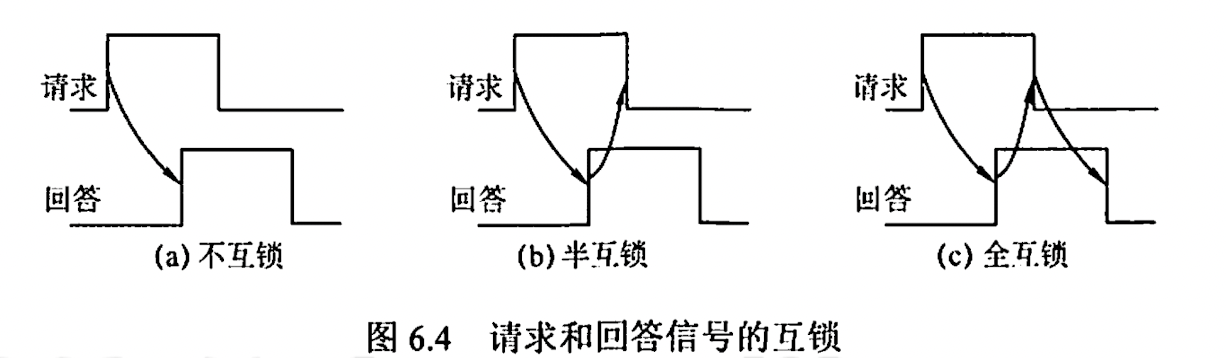 请求 请求 请求
回答 回答 回答
(a) 不互锁 (b) 半互锁 (c) 全互锁
图 6.4 请求和回答信号的互锁